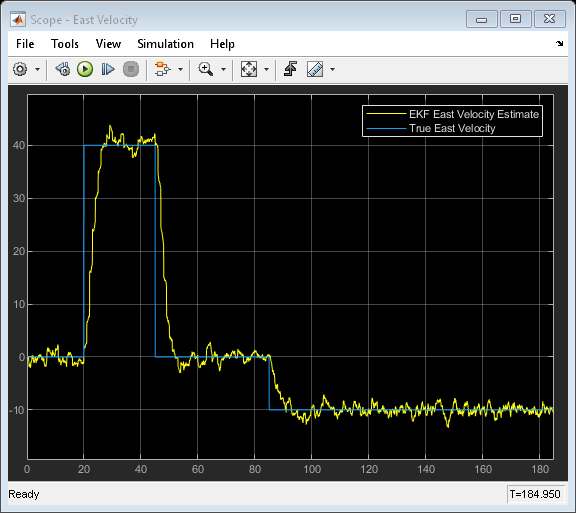 Scope - East Velocity
File Tools View Simulation Help
EKF East Velocity Estimate
True East Velocity
40
30
20
10
0
-10
0 20 40 60 80 100 120 140 160 180
Ready T=184.950